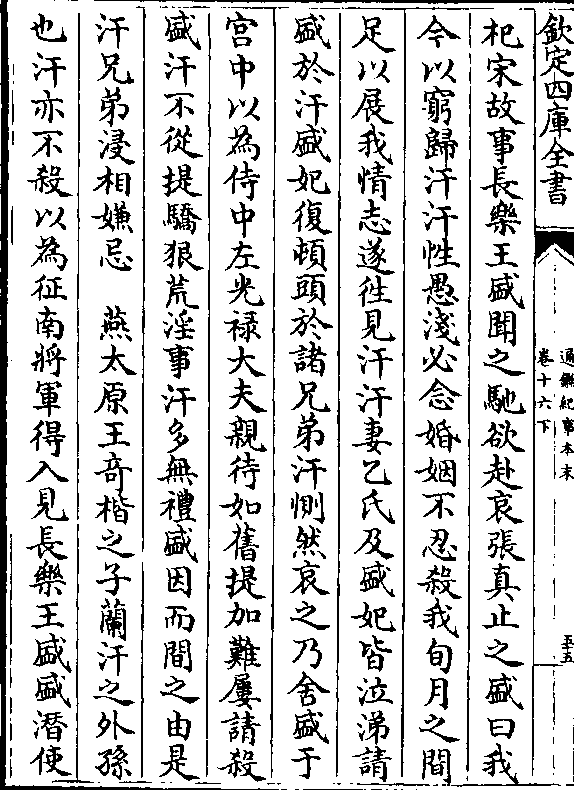 欽定四庫全書
通鑑紀事本末
卷十六下
五十五
杞宋故事長樂王盛聞之馳欲赴哀張真止之盛曰我
今以窮歸汗汗性愚淺必念婚姻不忍殺我旬月之間
足以展我情志遂徃見汗汗妻乙氏及盛妃皆泣涕請
盛於汗盛妃復頓頭於諸兄弟汗惻然哀之乃舍盛于
宫中以為侍中左光禄大夫親待如舊提加難屢請殺
盛汗不從提驕狠荒淫事汗多無禮盛因而間之由是
汗兄弟浸相嫌忌　燕太原王竒楷之子蘭汗之外孫
也汗亦不殺以為征南將軍得入見長樂王盛盛潛使